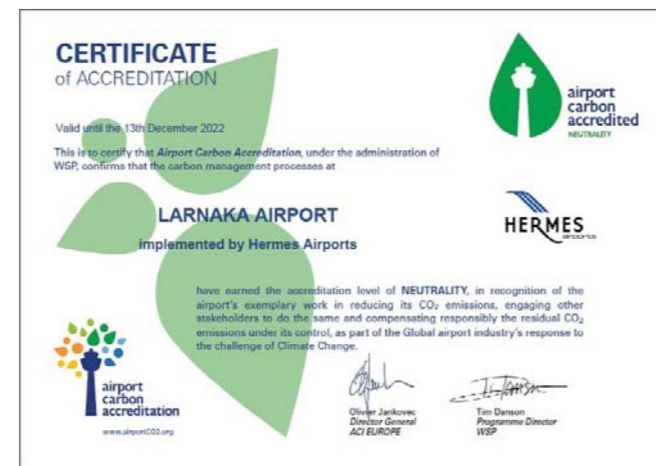 CERTIFICATE
of ACCREDITATION
airport
carbon
accredited
NEUTRALITY
Valid until the 13th December 2022
This is to certify that Airport Carbon Accreditation, under the administration of
WSP, confirms that the carbon management processes at
LARNAKA AIRPORT
implemented by Hermes Airports
HERMES
airports
have earned the accreditation level of NEUTRALITY, in recognition of the
airport's exemplary work in reducing its CO₂ emissions, engaging other
stakeholders to do the same and compensating responsibly the residual CO₂
emissions under its control, as part of the Global airport industry's response to
the challenge of Climate Change.
airport
carbon
accreditation
www.airportCO2.org
Olivier Jankovec
Director General
ACI EUROPE
Tim Danson
Programme Director
WSP